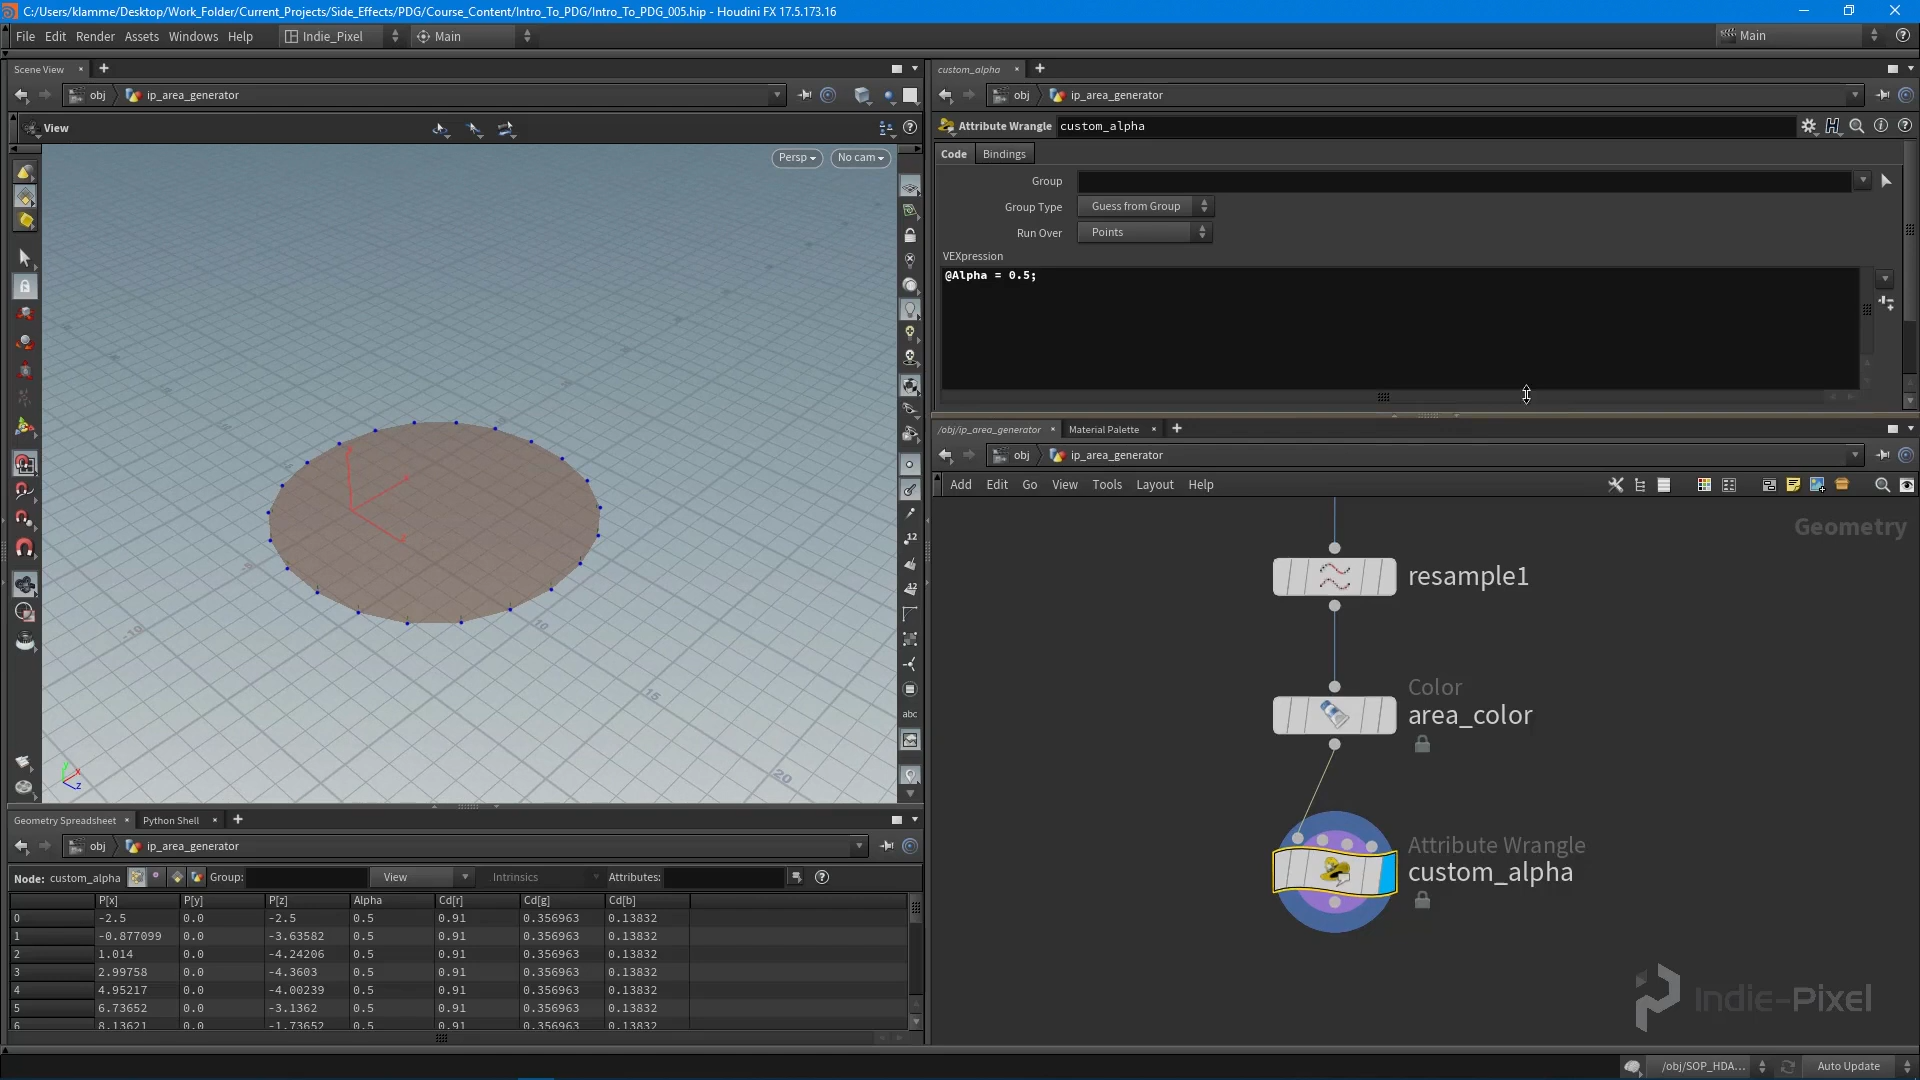 C:/Users/klamme/Desktop/Work_Folder/Current_Projects/Side_Effects/PDG/Course_Content/Intro_To_PDG/Intro_To_PDG_005.hip - Houdini FX 17.5.173.16
File Edit Render Assets Windows Help Indie_Pixel Main Main
Scene View
obj ip_area_generator
View
Persp No cam
-10
10
15
20
12
12
abc
custom_alpha
obj ip_area_generator
Attribute Wrangle custom_alpha
Code Bindings
Group
Group Type Guess from Group
Run Over Points
VEXpression
@Alpha = 0.5;
/obj/ip_area_generator Material Palette
obj ip_area_generator
Add Edit Go View Tools Layout Help
Geometry
resample1
Color
area_color
Attribute Wrangle
custom_alpha
Indie-Pixel
Geometry Spreadsheet Python Shell
obj ip_area_generator
Node: custom_alpha Group: View Intrinsics Attributes:
P[x] P[y] P[z] Alpha Cd[r] Cd[g] Cd[b]
0 -2.5 0.0 -2.5 0.5 0.91 0.356963 0.13832
1 -0.877099 0.0 -3.63582 0.5 0.91 0.356963 0.13832
2 1.014 0.0 -4.24206 0.5 0.91 0.356963 0.13832
3 2.99758 0.0 -4.3603 0.5 0.91 0.356963 0.13832
4 4.95217 0.0 -4.00239 0.5 0.91 0.356963 0.13832
5 6.73652 0.0 -3.1362 0.5 0.91 0.356963 0.13832
6 8.13621 0.0 -1.73652 0.5 0.91 0.356963 0.13832
/obj/SOP_HDA... Auto Update